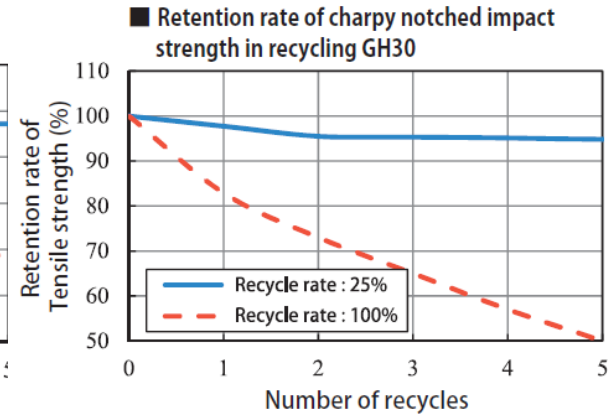 ■ Retention rate of charpy notched impact
strength in recycling GH30
Retention rate of
Tensile strength (%)
110
100
90
80
70
60
50
Recycle rate : 25%
Recycle rate : 100%
0 1 2 3 4 5
Number of recycles